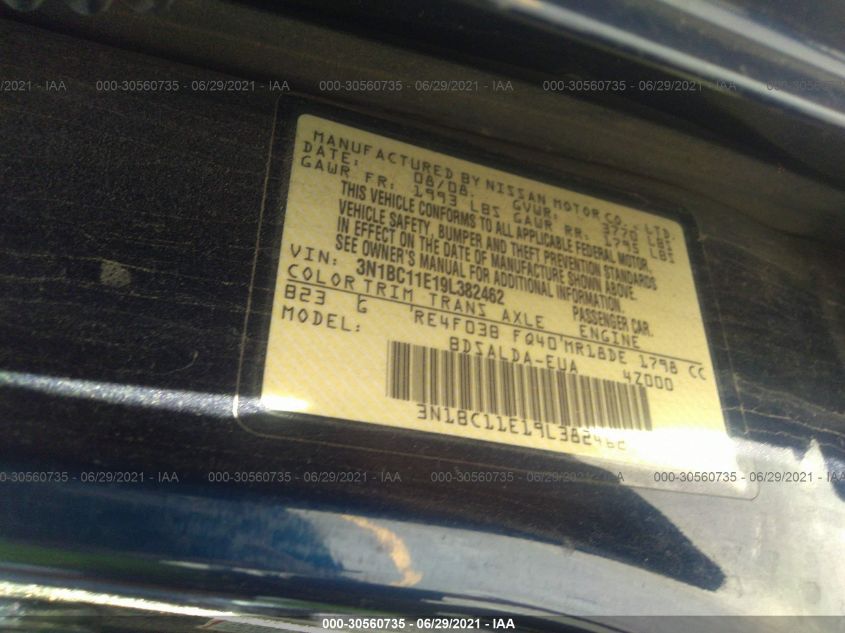 0/29/2021 - IAA 000-30560735 - 06/29/2021 - IAA 000-30560735 - 06/29/2021 - IAA 000-30560735 - 06/29/2021 - IAA
MANUFACTURED BY NISSAN MOTOR CO., LTD.
DATE: 08/08 GVWR: 3770 LBS
GAWR FR: 1993 LBS GAWR RR: 1795 LBS
THIS VEHICLE CONFORMS TO ALL APPLICABLE FEDERAL MOTOR
VEHICLE SAFETY, BUMPER AND THEFT PREVENTION STANDARDS
IN EFFECT ON THE DATE OF MANUFACTURE SHOWN ABOVE.
SEE OWNER'S MANUAL FOR ADDITIONAL INFORMATION.
VIN: 3N1BC11E19L382462 PASSENGER CAR.
COLOR TRIM TRANS AXLE ENGINE
B23 G RE4F03B FQ40 MR18DE 1798 CC
MODEL: BDSALDA-EUA 4Z000
3N1BC11E19L382462
000-30560735 - 06/29/2021 - IAA 000-30560735 - 06/29/2021 - IAA 000-30560735 - 06/29/2021 - IAA
000-30560735 - 06/29/2021 - IAA